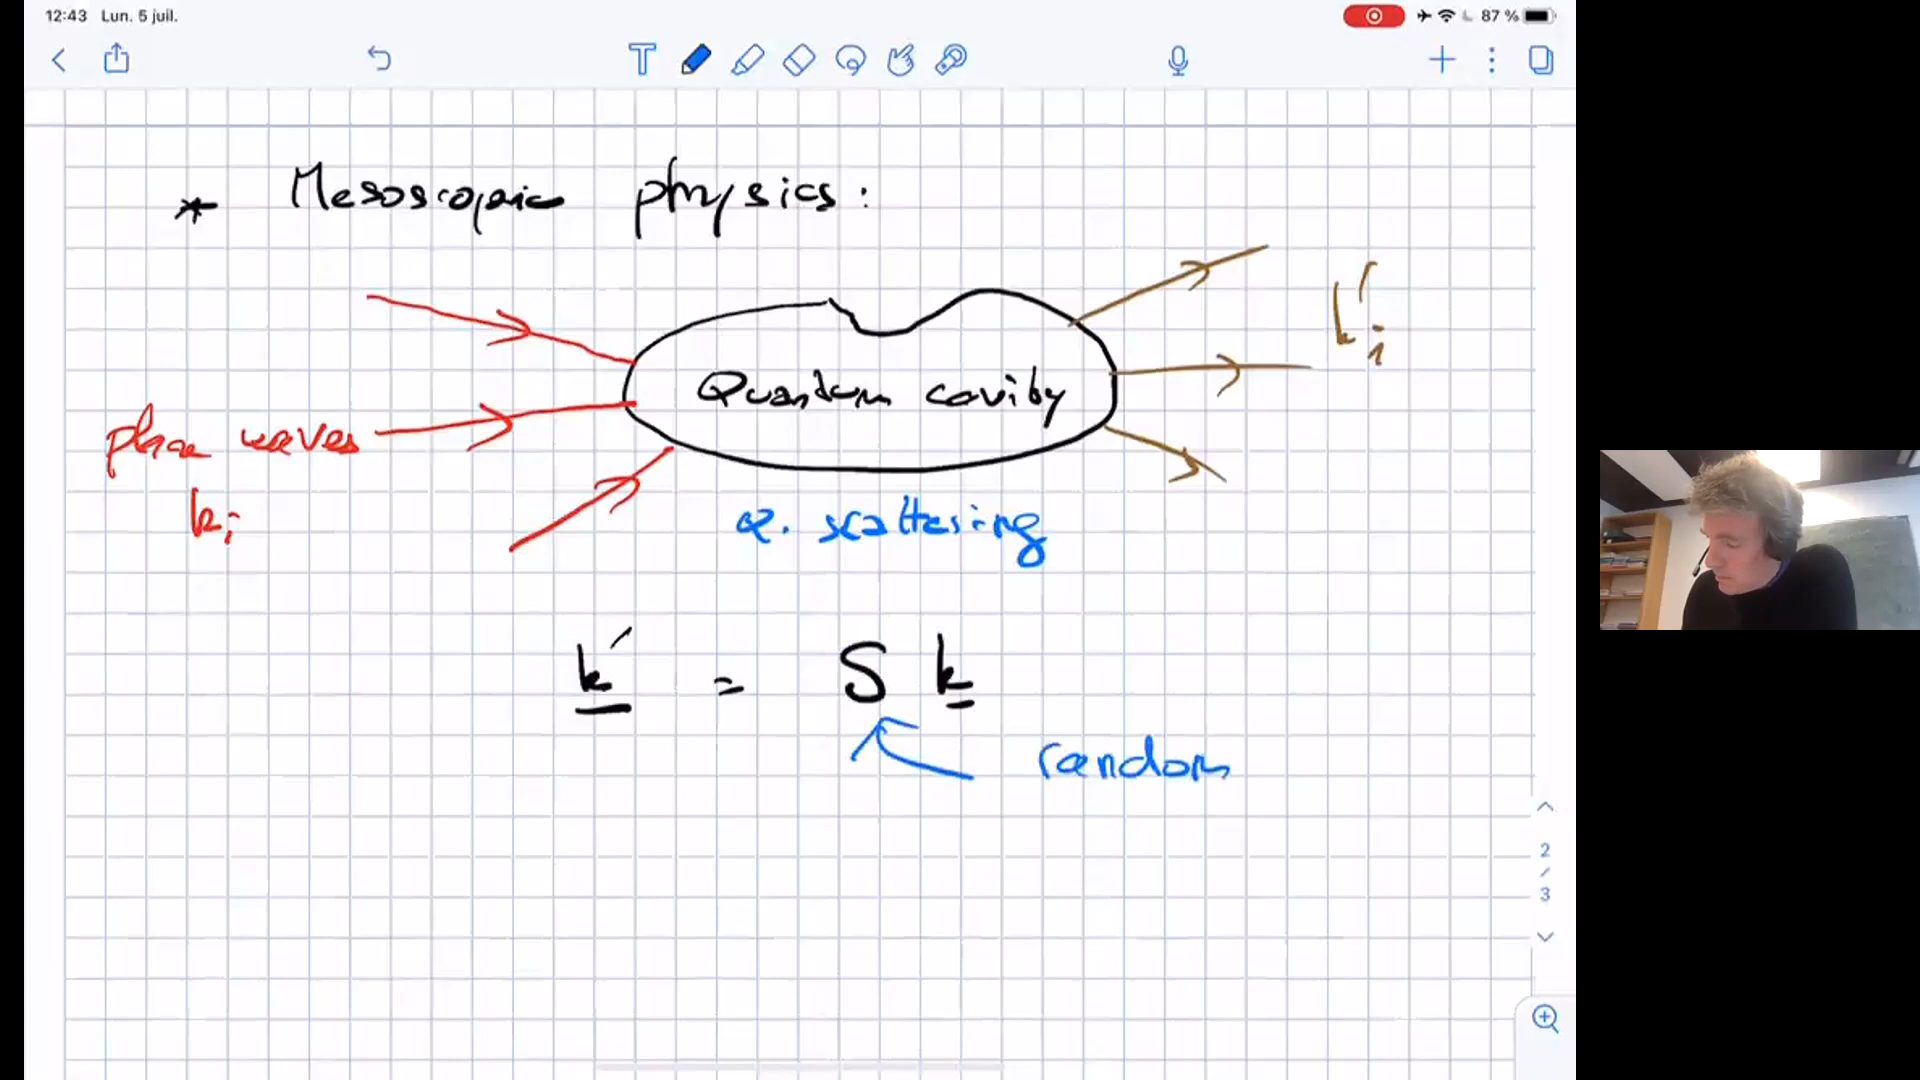 12:43 Lun. 5 juil.
87 %
* Mesoscopic physics:
k'i
Quantum cavity
plane waves
ki
Q. scattering
k' = S k
random
2
/
3